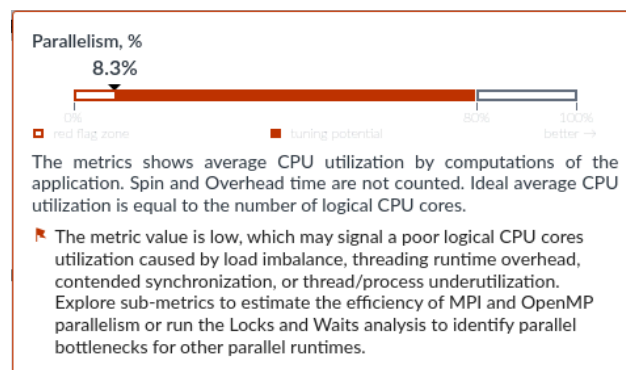 Parallelism, %
8.3%
0% 80% 100%
red flag zone tuning potential better →
The metrics shows average CPU utilization by computations of the
application. Spin and Overhead time are not counted. Ideal average CPU
utilization is equal to the number of logical CPU cores.
The metric value is low, which may signal a poor logical CPU cores
utilization caused by load imbalance, threading runtime overhead,
contended synchronization, or thread/process underutilization.
Explore sub-metrics to estimate the efficiency of MPI and OpenMP
parallelism or run the Locks and Waits analysis to identify parallel
bottlenecks for other parallel runtimes.